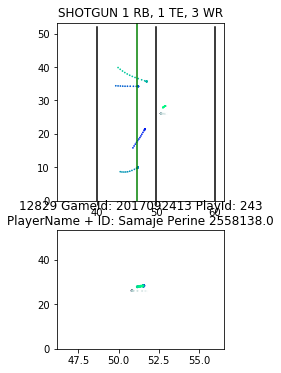 SHOTGUN 1 RB, 1 TE, 3 WR
50
40
30
20
10
0
40 50 60
12829 GameId: 2017092413 PlayId: 243
PlayerName + ID: Samaje Perine 2558138.0
40
20
0
47.5 50.0 52.5 55.0